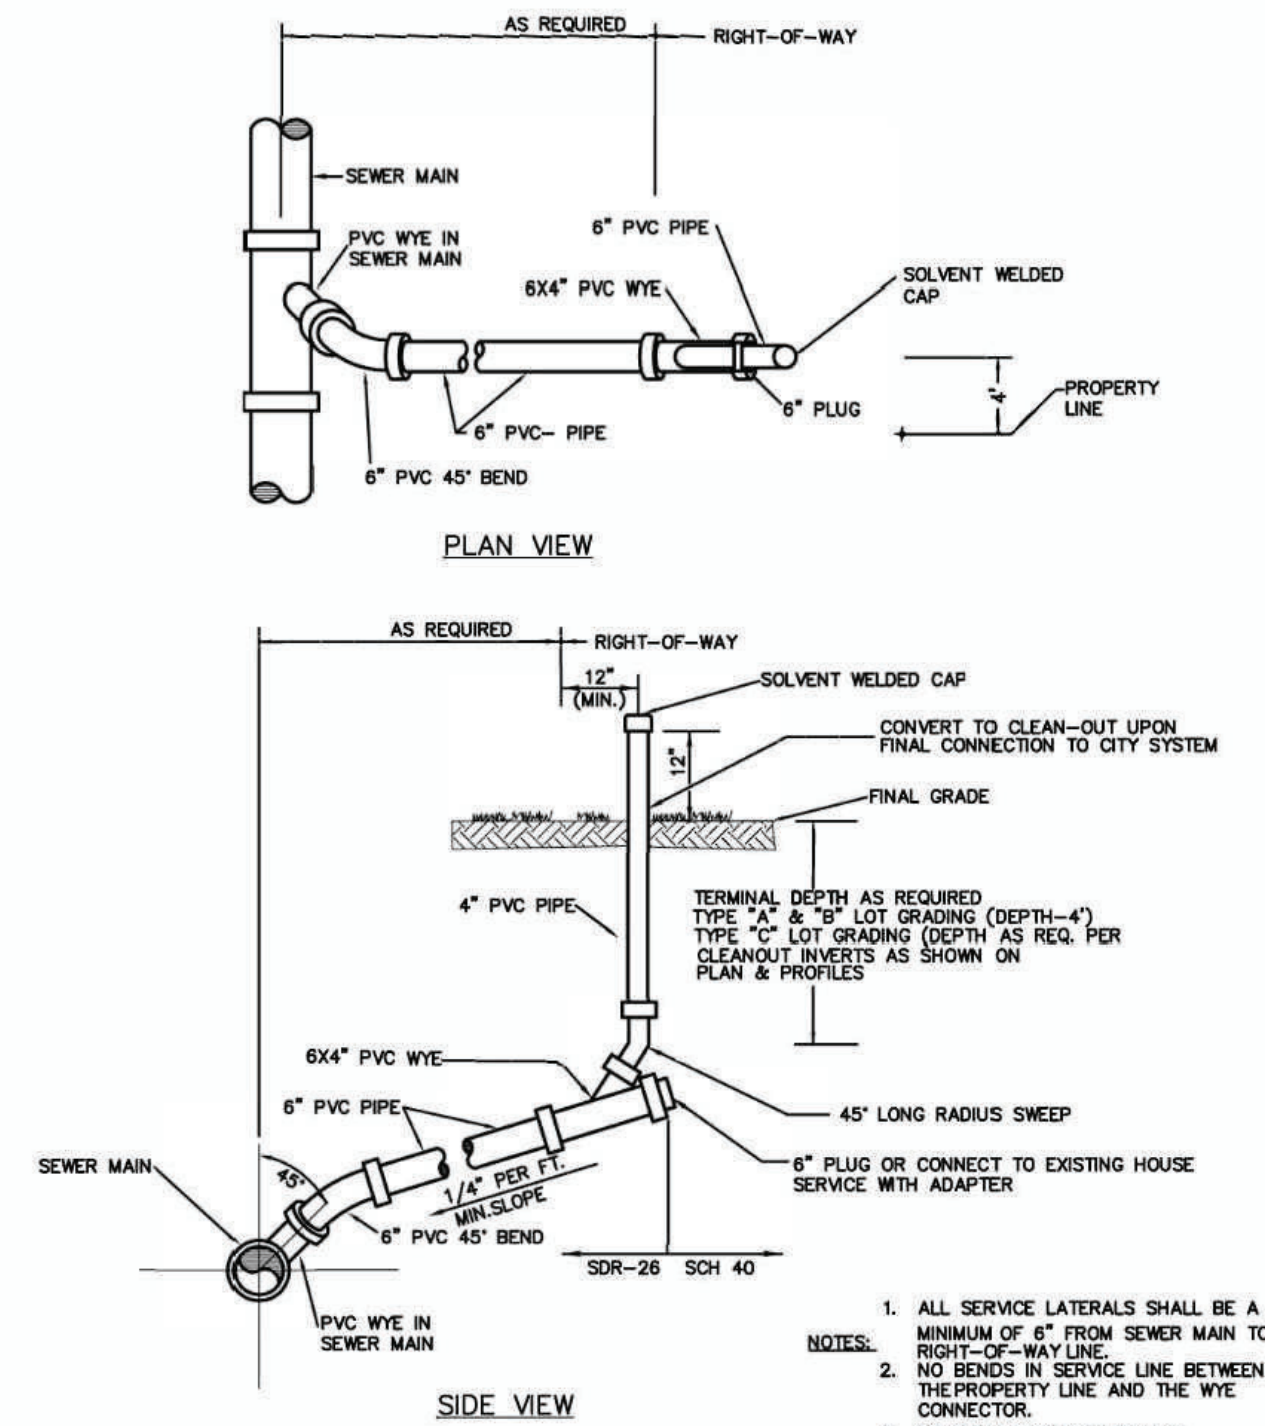 AS REQUIRED
RIGHT-OF-WAY
SEWER MAIN
PVC WYE IN
SEWER MAIN
6" PVC PIPE
6X4" PVC WYE
SOLVENT WELDED
CAP
4'
PROPERTY
LINE
6" PLUG
6" PVC- PIPE
6" PVC 45° BEND
PLAN VIEW
AS REQUIRED
RIGHT-OF-WAY
12"
(MIN.)
SOLVENT WELDED CAP
CONVERT TO CLEAN-OUT UPON
FINAL CONNECTION TO CITY SYSTEM
12"
FINAL GRADE
4" PVC PIPE
TERMINAL DEPTH AS REQUIRED
TYPE "A" & "B" LOT GRADING (DEPTH-4')
TYPE "C" LOT GRADING (DEPTH AS REQ. PER
CLEANOUT INVERTS AS SHOWN ON
PLAN & PROFILES
6X4" PVC WYE
6" PVC PIPE
45° LONG RADIUS SWEEP
SEWER MAIN
45°
1/4" PER FT.
MIN.SLOPE
6" PLUG OR CONNECT TO EXISTING HOUSE
SERVICE WITH ADAPTER
6" PVC 45° BEND
SDR-26 SCH 40
PVC WYE IN
SEWER MAIN
SIDE VIEW
NOTES:
1. ALL SERVICE LATERALS SHALL BE A
MINIMUM OF 6" FROM SEWER MAIN TO
RIGHT-OF-WAY LINE.
2. NO BENDS IN SERVICE LINE BETWEEN
THE PROPERTY LINE AND THE WYE
CONNECTOR.